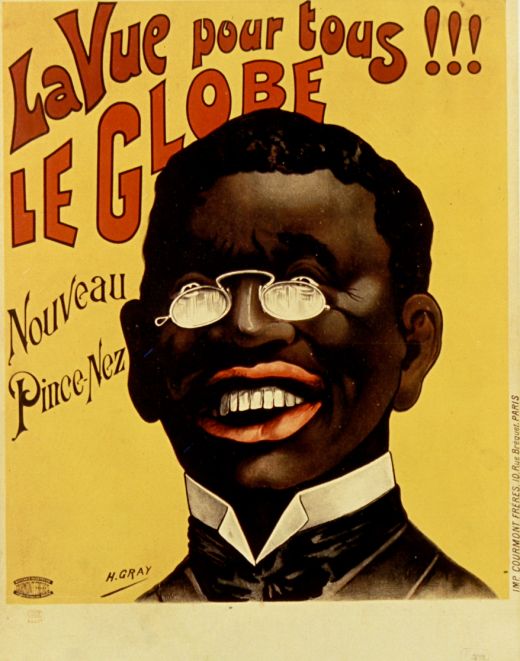 La Vue pour tous !!!
LE GLOBE
Nouveau
Pince-Nez
H. GRAY
IMP. COURMONT FRÈRES, 10, Rue Bréguet, PARIS